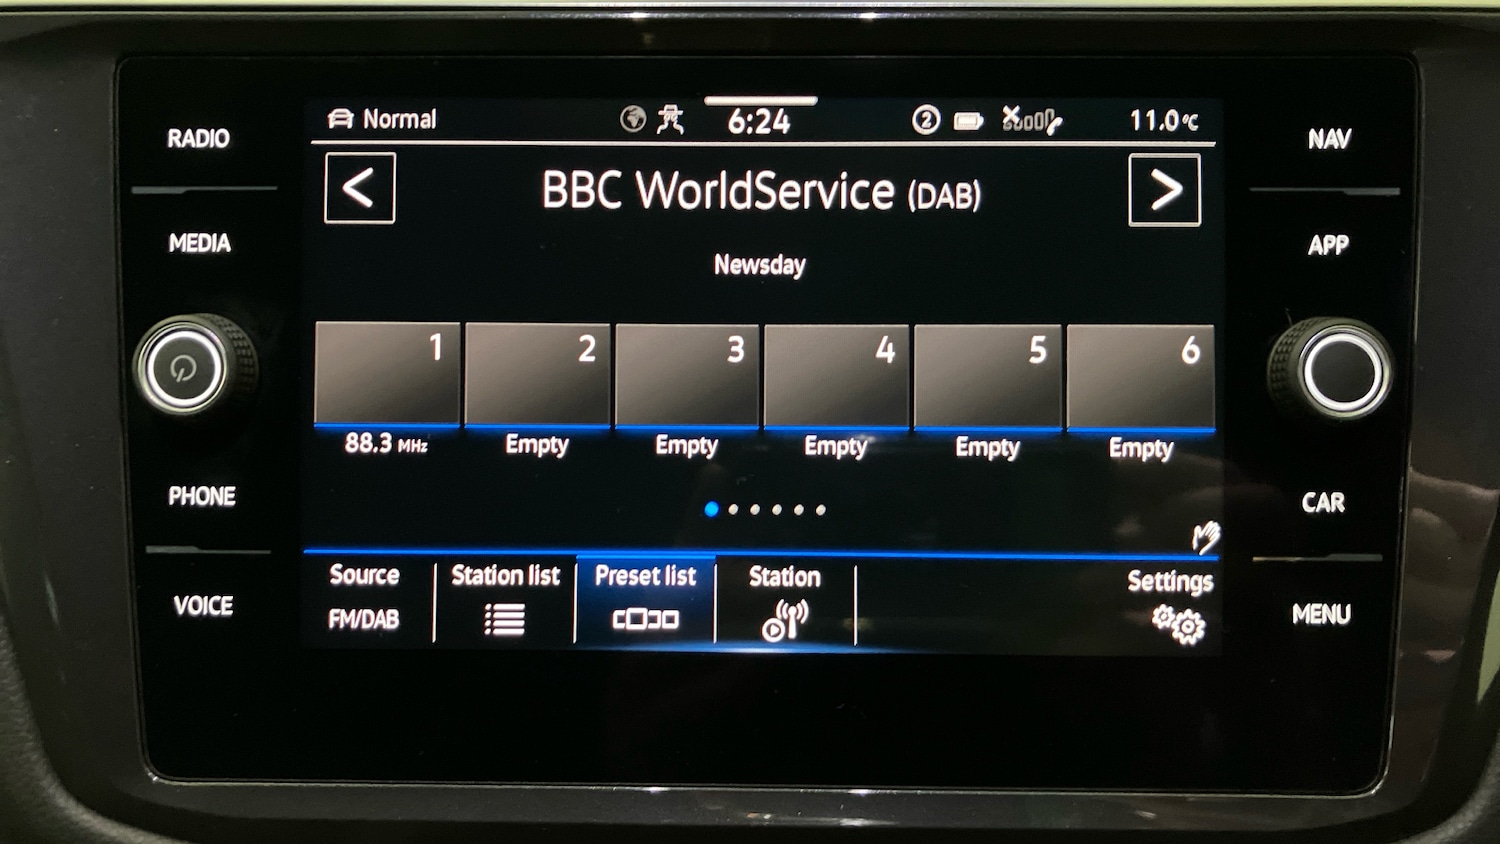 RADIO
MEDIA
PHONE
VOICE
Normal
6:24
2
11.0°C
<
BBC WorldService (DAB)
>
Newsday
1
2
3
4
5
6
88.3 MHz
Empty
Empty
Empty
Empty
Empty
Source
FM/DAB
Station list
Preset list
Station
Settings
NAV
APP
CAR
MENU